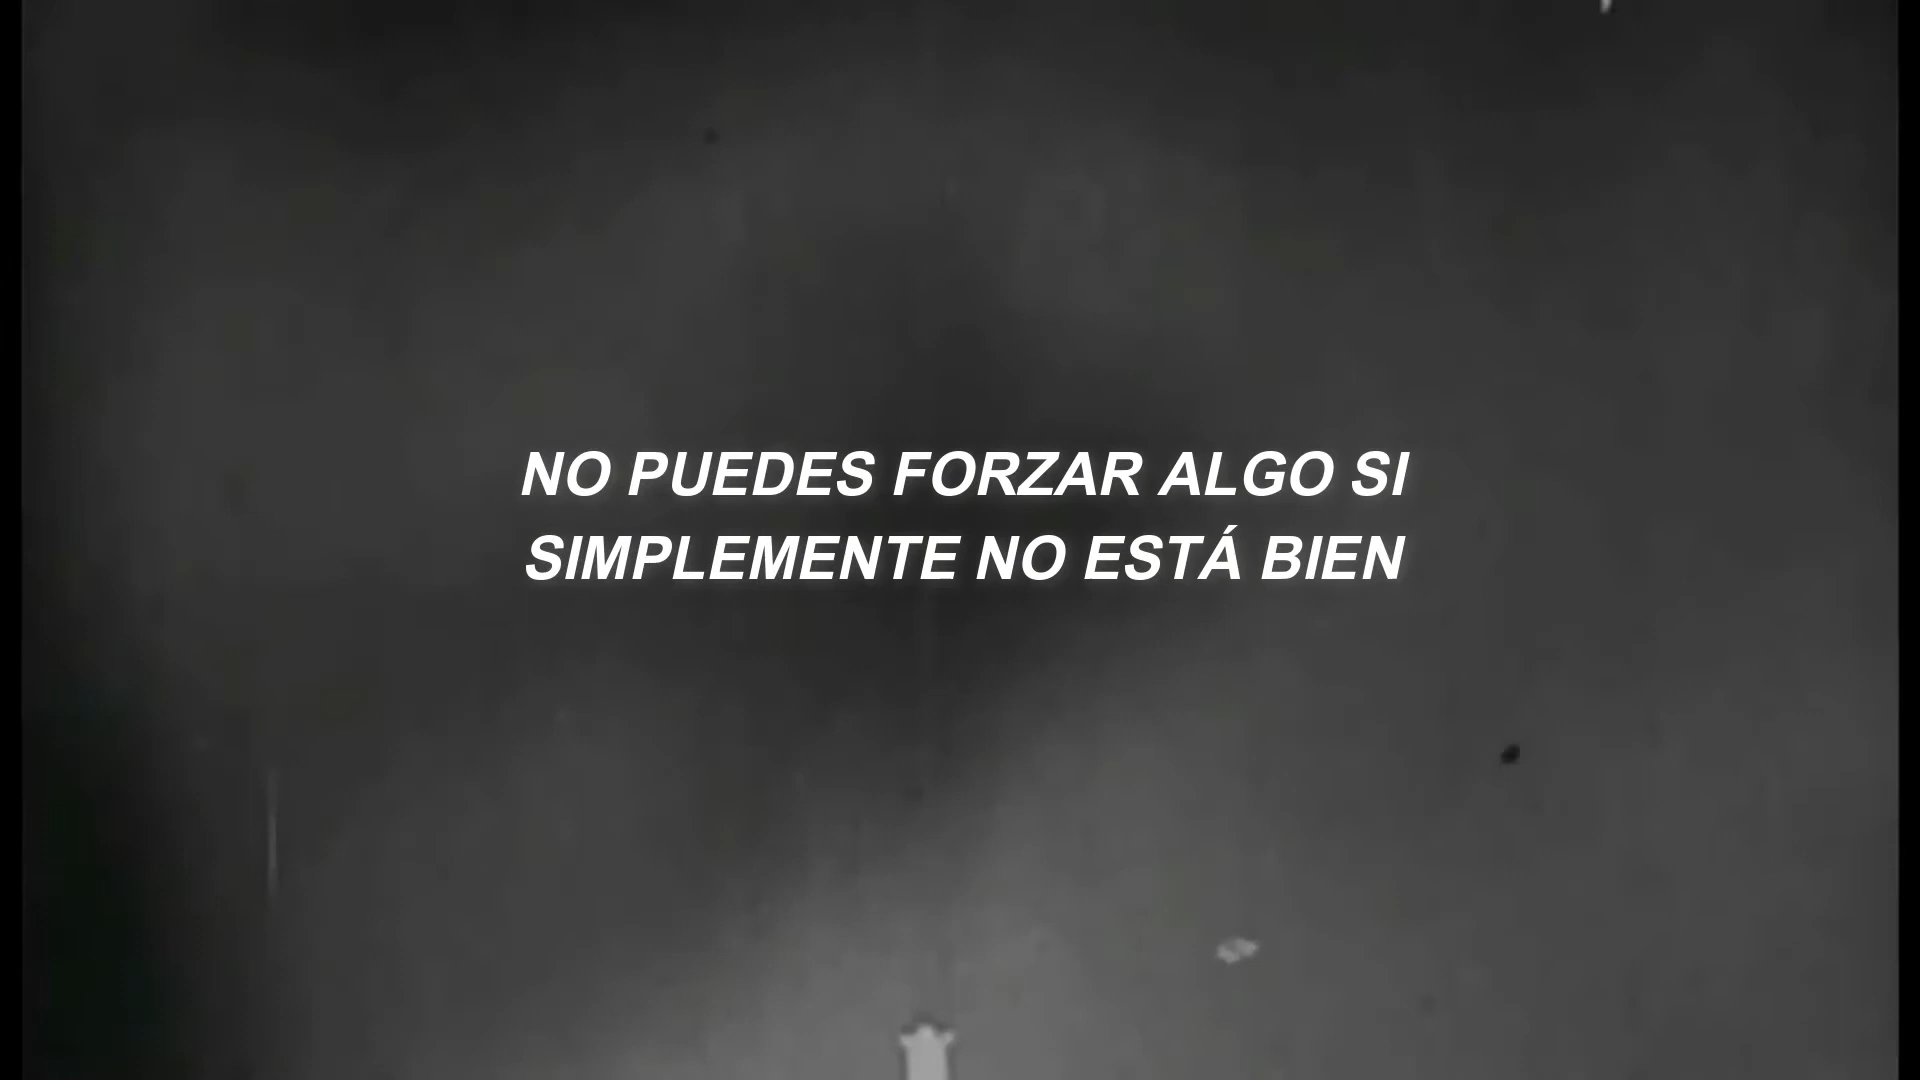 NO PUEDES FORZAR ALGO SI
SIMPLEMENTE NO ESTÁ BIEN